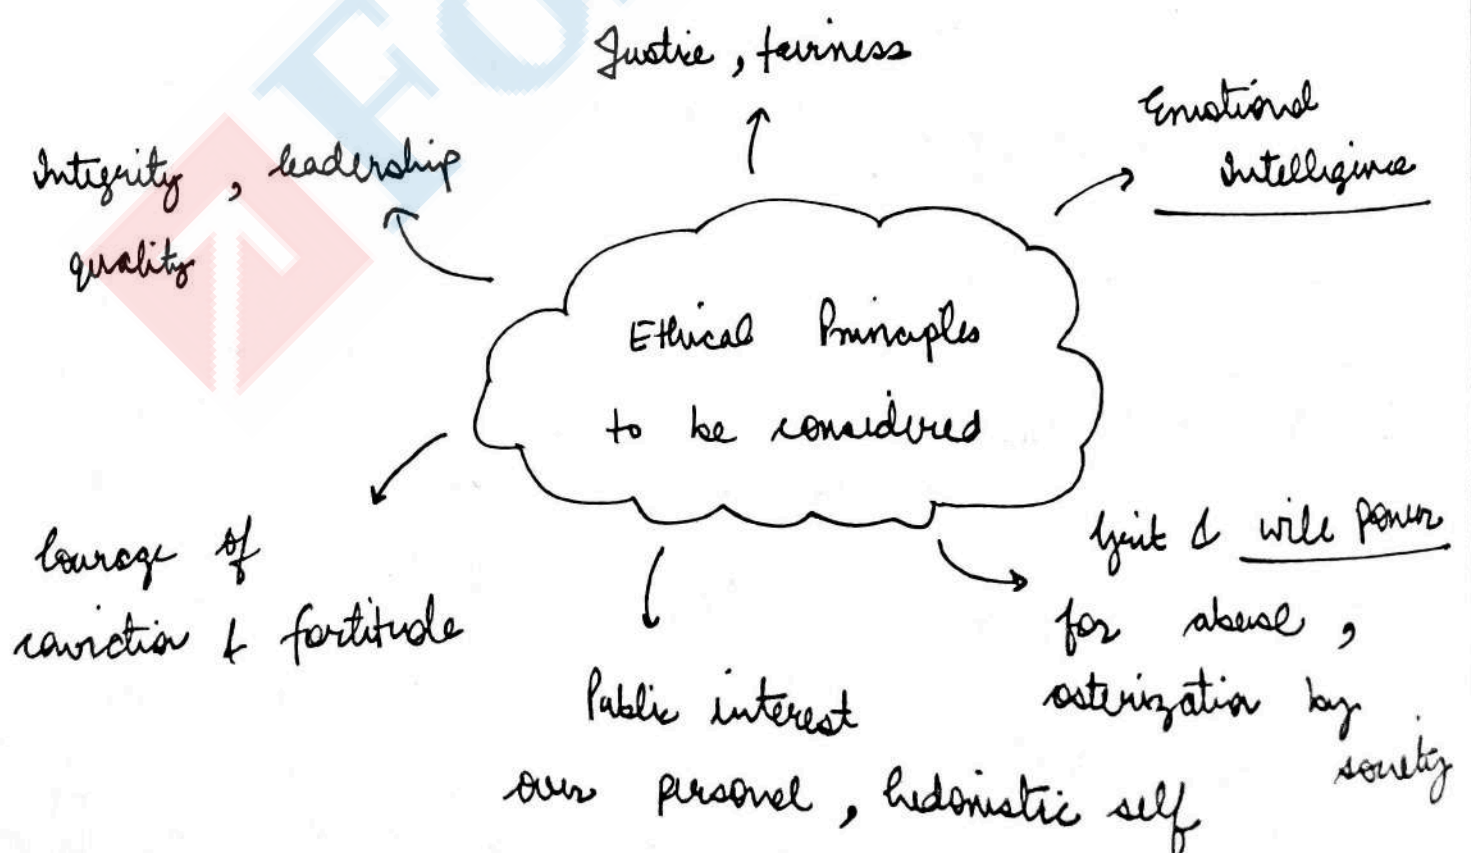 Justice, fairness
Emotional
Intelligence
Integrity, leadership
quality
Ethical Principles
to be considered
Grit & will power
for abuse,
osterization by
society
Courage of
conviction & fortitude
Public interest
over personal, hedonistic self